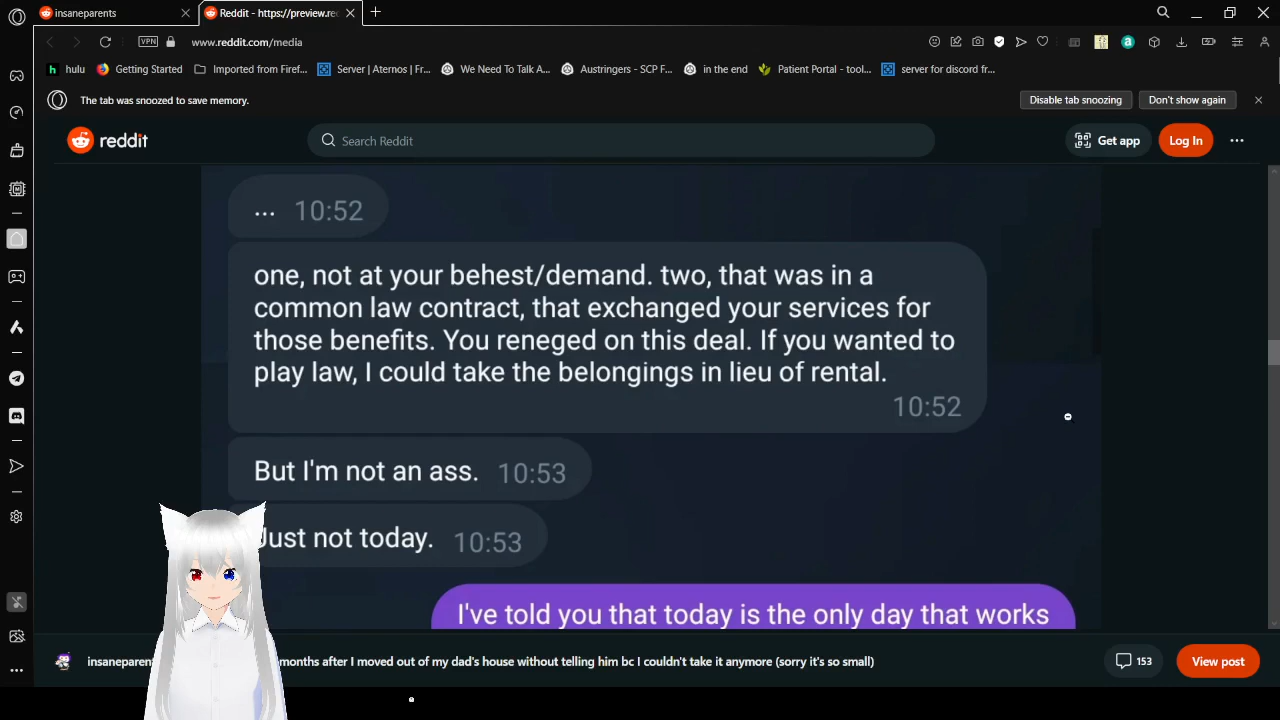 insaneparents
Reddit - https://preview.rec
www.reddit.com/media
VPN
hulu
Getting Started
Imported from Firef...
Server | Aternos | Fr...
We Need To Talk A...
Austringers - SCP F...
in the end
Patient Portal - tool...
server for discord fr...
The tab was snoozed to save memory.
Disable tab snoozing
Don't show again
reddit
Search Reddit
Get app
Log In
... 10:52
one, not at your behest/demand. two, that was in a
common law contract, that exchanged your services for
those benefits. You reneged on this deal. If you wanted to
play law, I could take the belongings in lieu of rental.
10:52
But I'm not an ass. 10:53
Just not today. 10:53
I've told you that today is the only day that works
insaneparent
months after I moved out of my dad's house without telling him bc I couldn't take it anymore (sorry it's so small)
153
View post